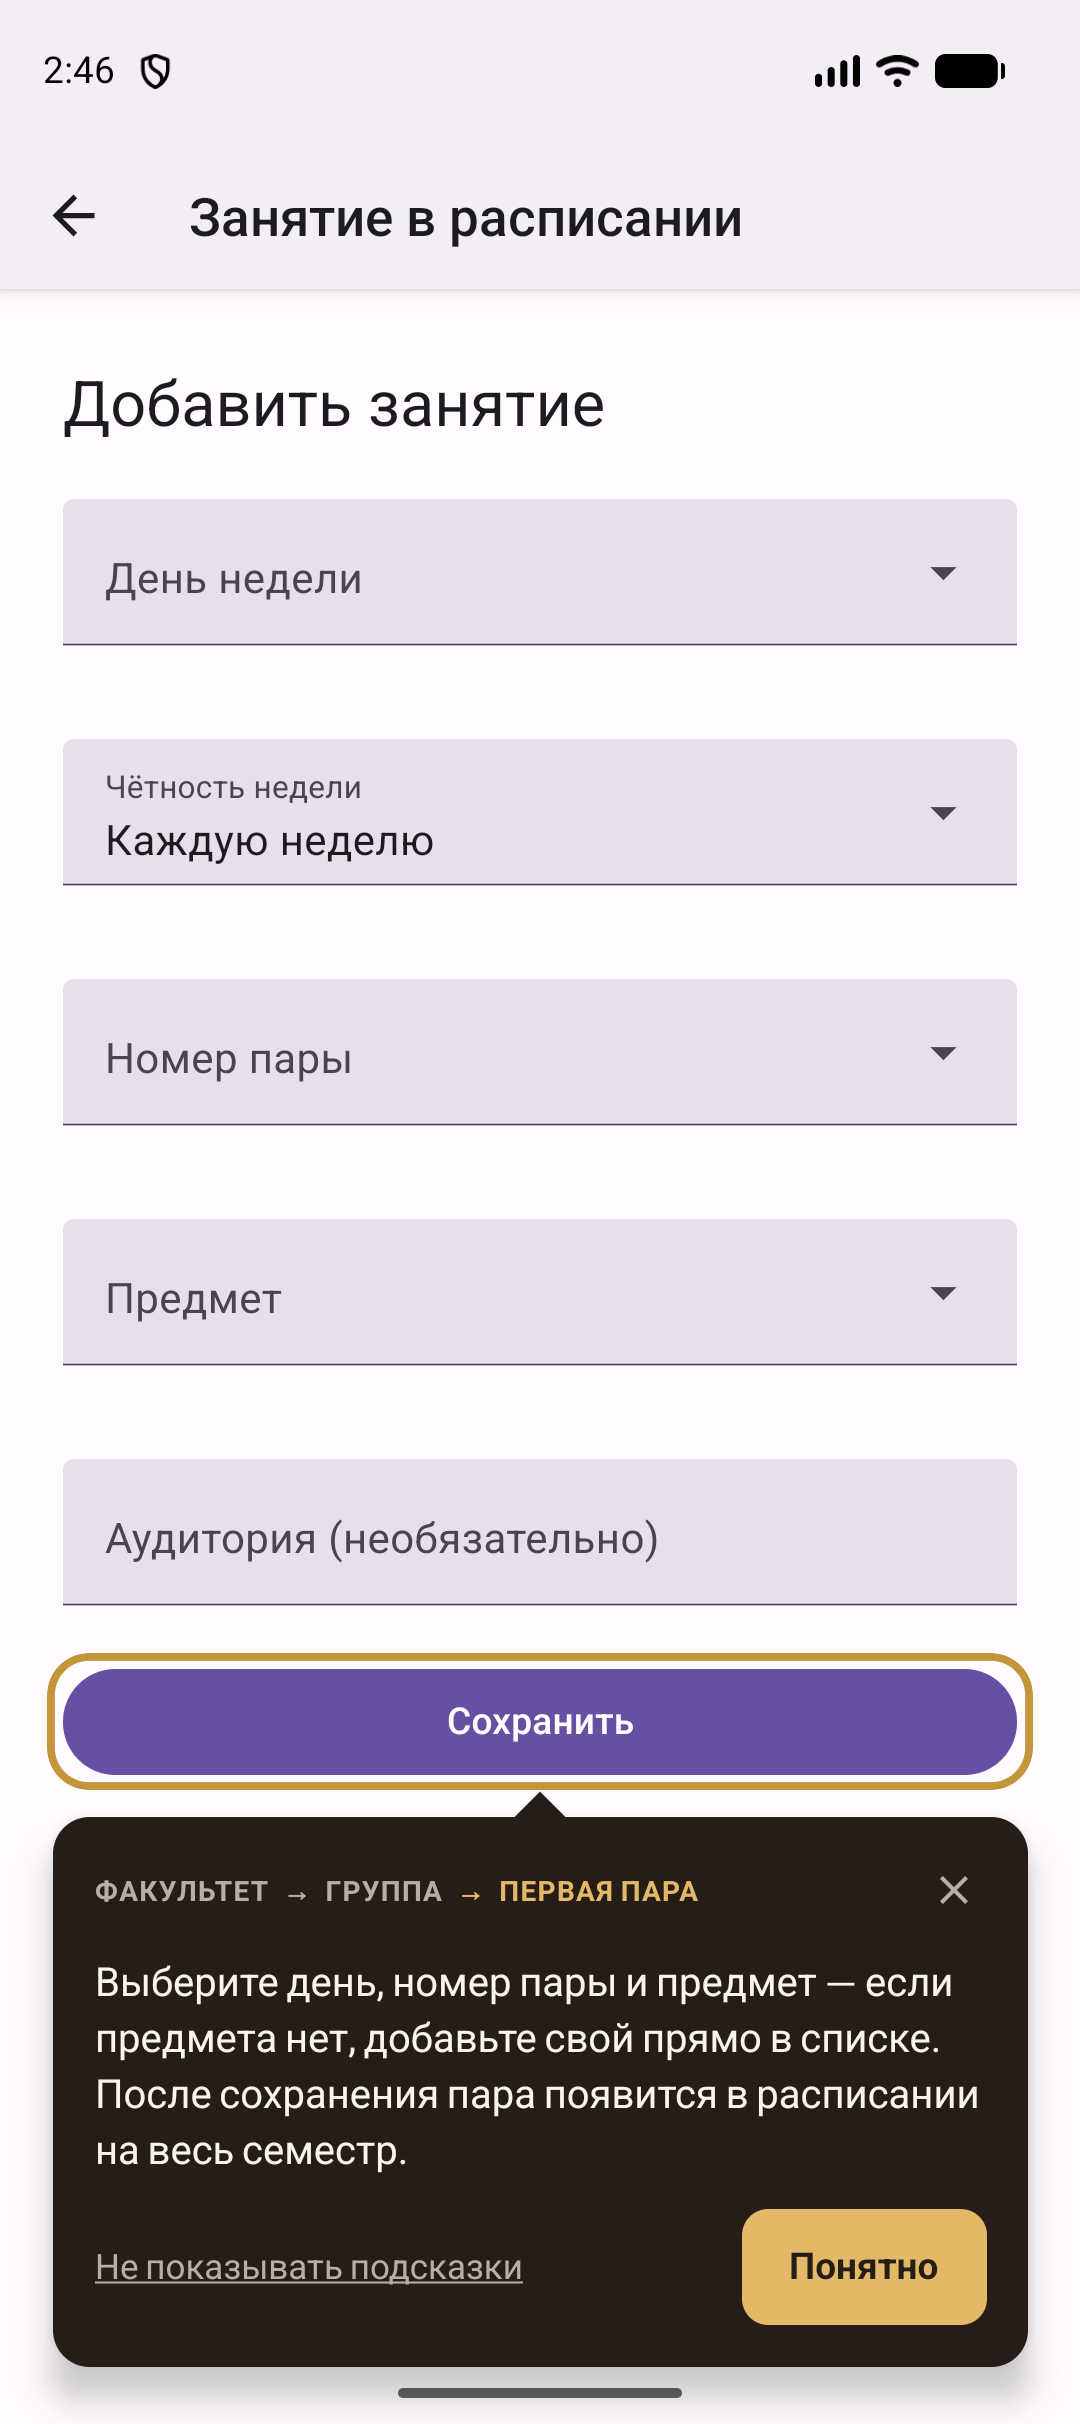 2:46
Занятие в расписании
Добавить занятие
День недели
Чётность недели
Каждую неделю
Номер пары
Предмет
Аудитория (необязательно)
Сохранить
ФАКУЛЬТЕТ → ГРУППА → ПЕРВАЯ ПАРА
Выберите день, номер пары и предмет — если
предмета нет, добавьте свой прямо в списке.
После сохранения пара появится в расписании
на весь семестр.
Не показывать подсказки
Понятно